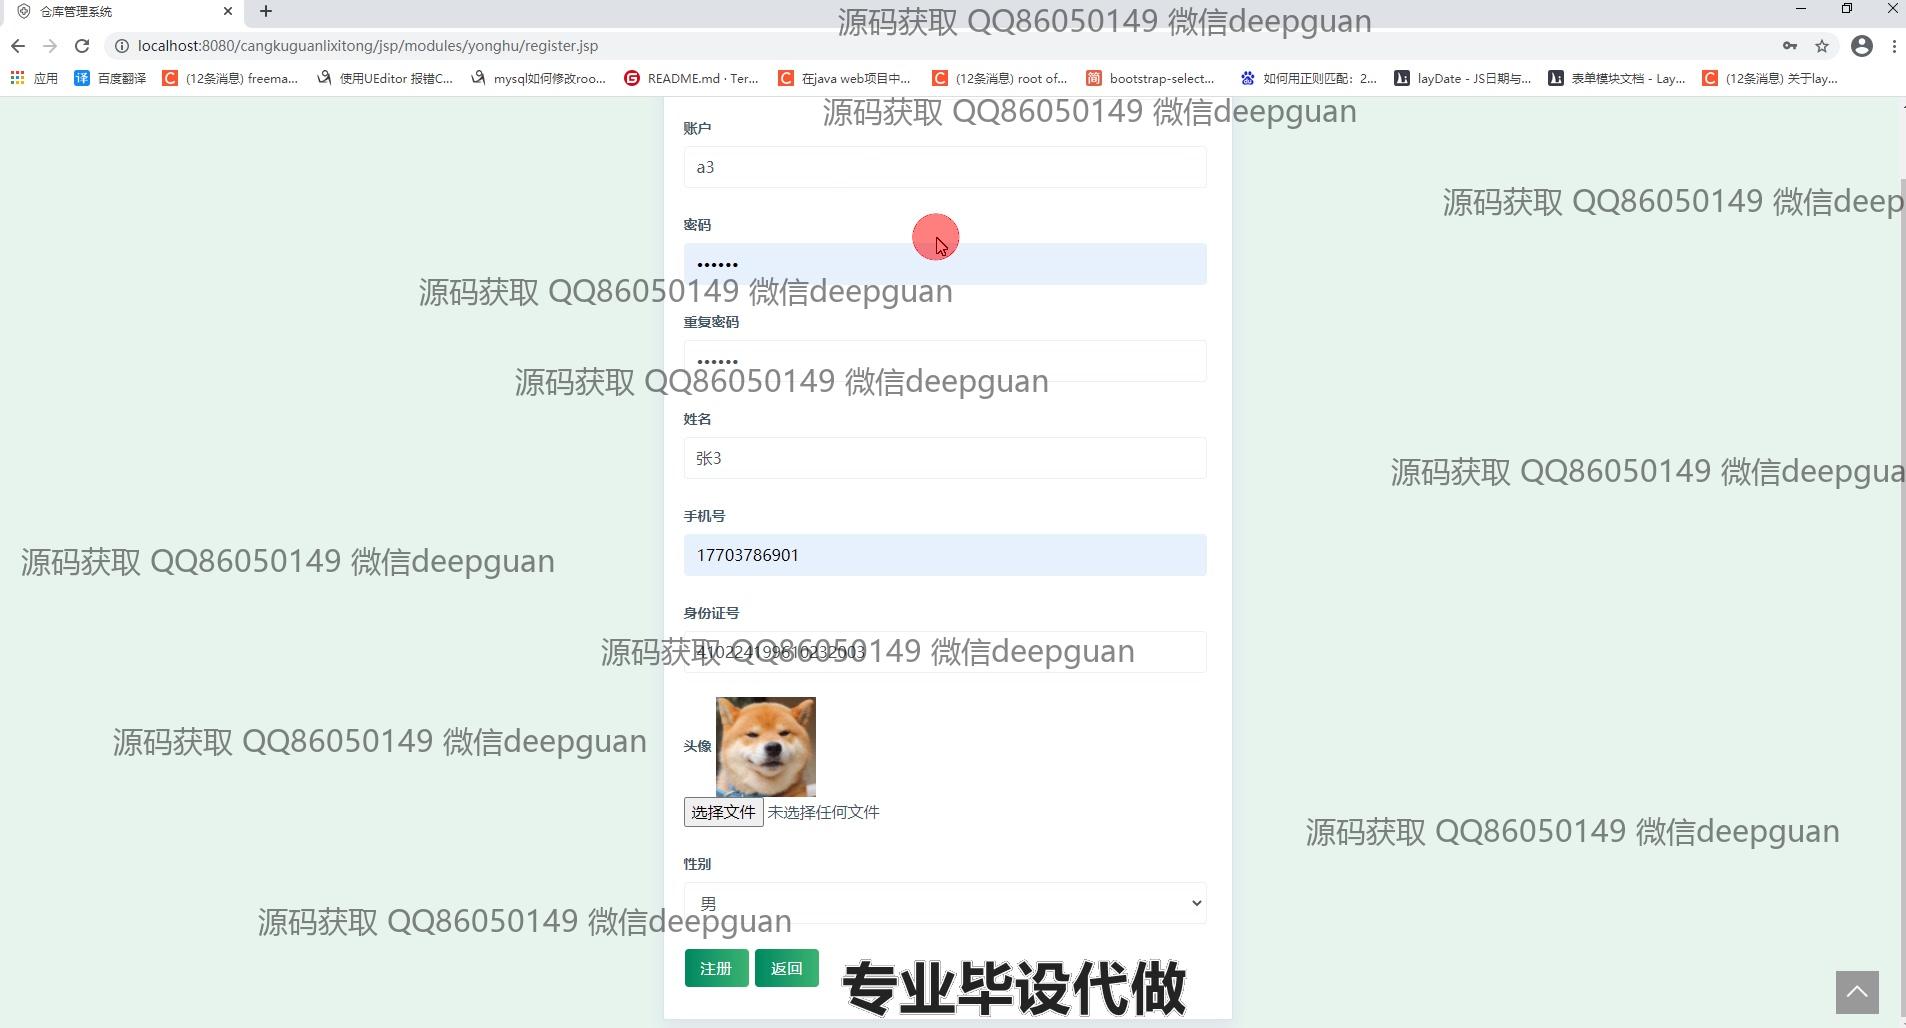 仓库管理系统
源码获取 QQ86050149 微信deepguan
localhost:8080/cangkuguanlixitong/jsp/modules/yonghu/register.jsp
应用 译 百度翻译 (12条消息) freema... 使用UEditor 报错C... mysql如何修改roo... README.md · Ter... 在java web项目中... (12条消息) root of... 简 bootstrap-select... 如何用正则匹配：2... layDate - JS日期与... 表单模块文档 - Lay... (12条消息) 关于lay...
源码获取 QQ86050149 微信deepguan
账户
a3
源码获取 QQ86050149 微信deep
密码
••••••
源码获取 QQ86050149 微信deepguan
重复密码
••••••
源码获取 QQ86050149 微信deepguan
姓名
张3
源码获取 QQ86050149 微信deepgua
手机号
17703786901
源码获取 QQ86050149 微信deepguan
身份证号
410224199610232003
源码获取 QQ86050149 微信deepguan
头像
源码获取 QQ86050149 微信deepguan
选择文件 未选择任何文件
源码获取 QQ86050149 微信deepguan
性别
男
源码获取 QQ86050149 微信deepguan
注册 返回
专业毕设代做